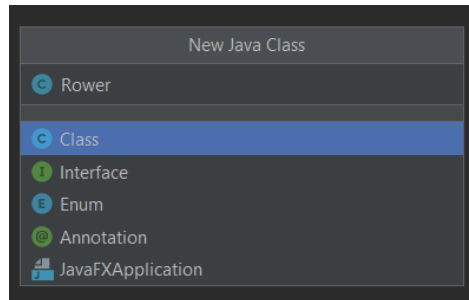 New Java Class
C Rower
C Class
I Interface
E Enum
@ Annotation
J JavaFXApplication